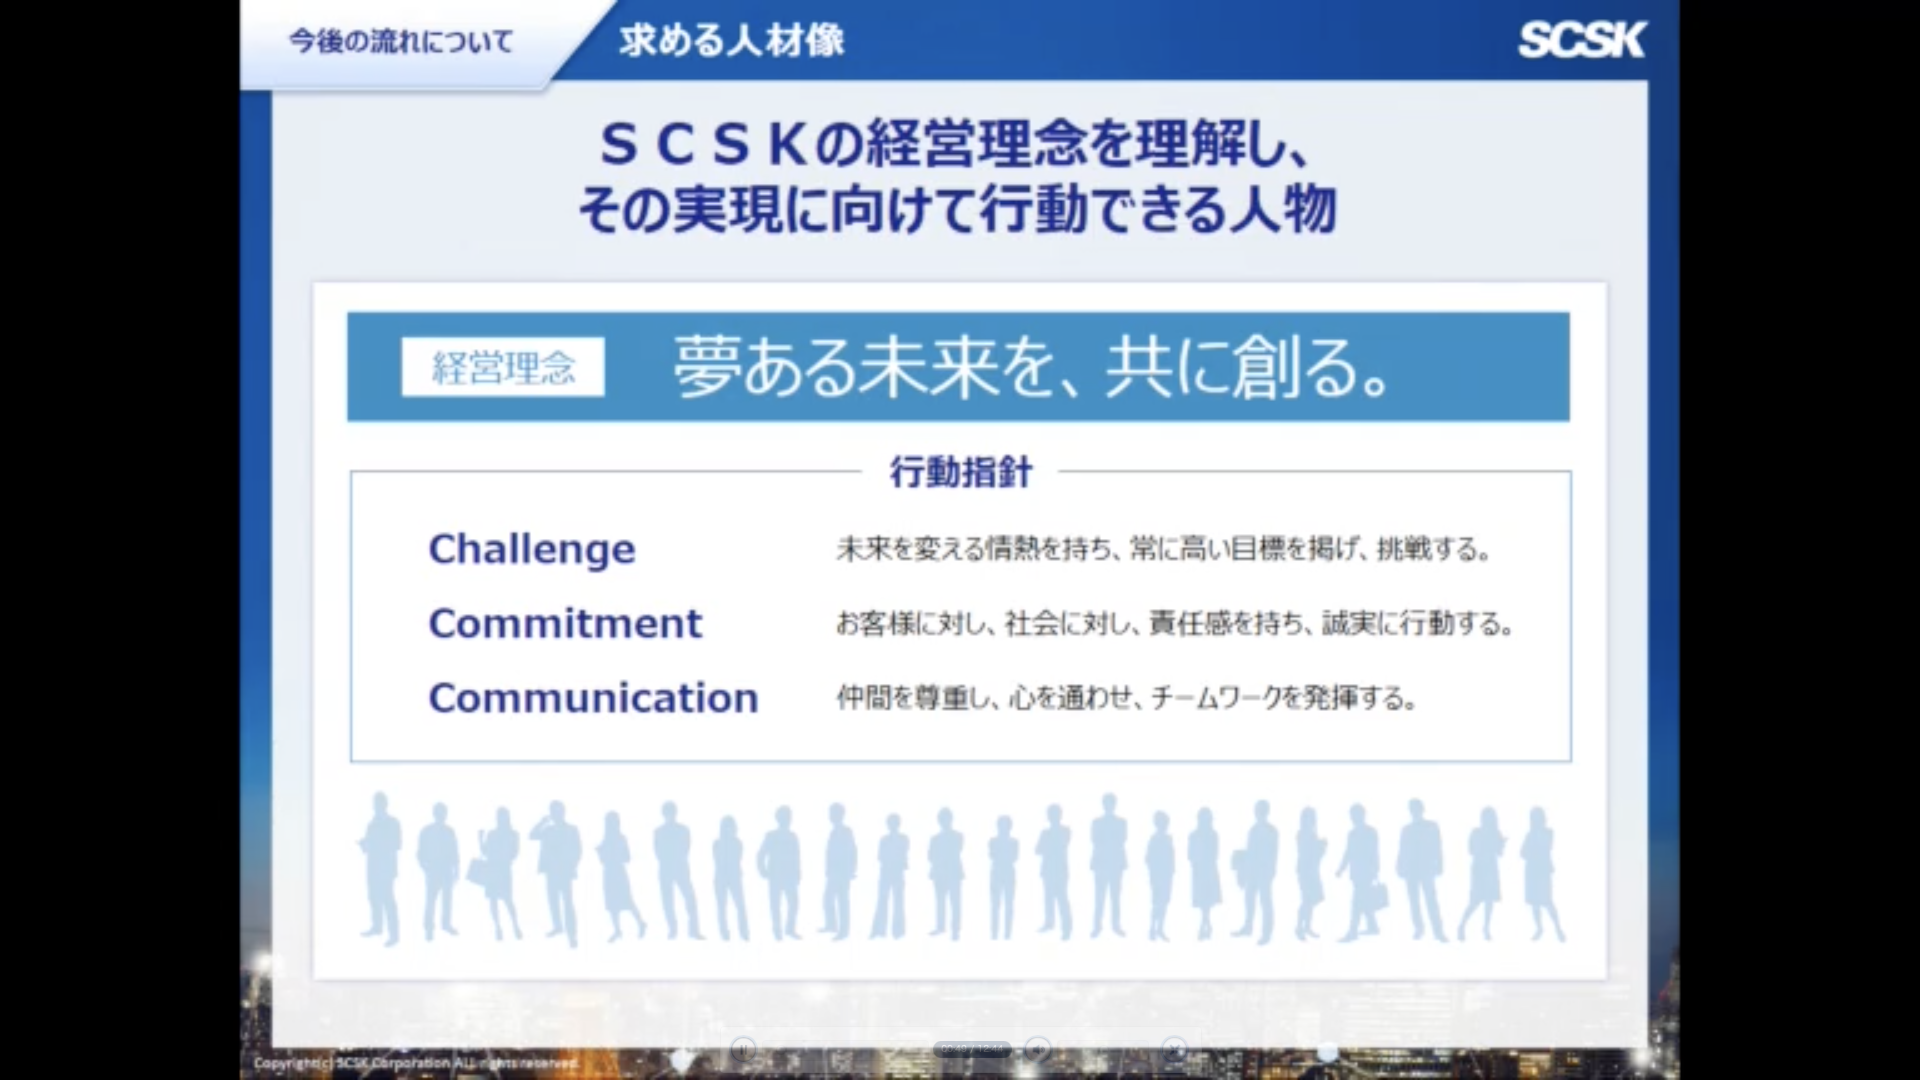 今後の流れについて
求める人材像
SCSK
ＳＣＳＫの経営理念を理解し、
その実現に向けて行動できる人物
経営理念
夢ある未来を、共に創る。
行動指針
Challenge
未来を変える情熱を持ち、常に高い目標を掲げ、挑戦する。
Commitment
お客様に対し、社会に対し、責任感を持ち、誠実に行動する。
Communication
仲間を尊重し、心を通わせ、チームワークを発揮する。
Copyright(c) SCSK Corporation ALL rights reserved.